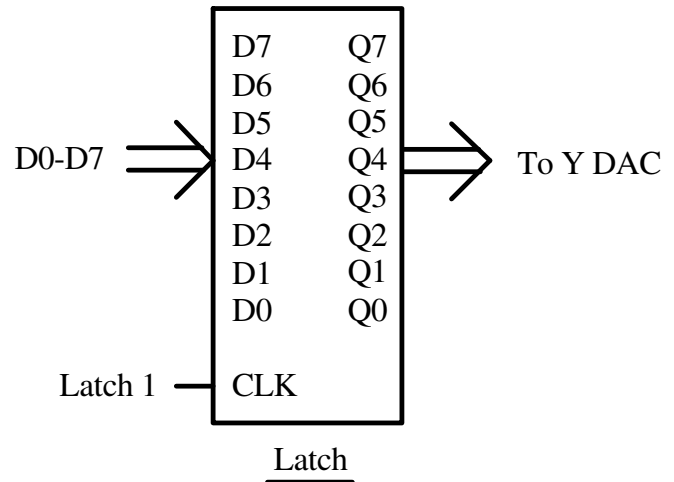 D7 Q7
D6 Q6
D5 Q5
D0-D7 D4 Q4 To Y DAC
D3 Q3
D2 Q2
D1 Q1
D0 Q0
Latch 1 CLK
Latch